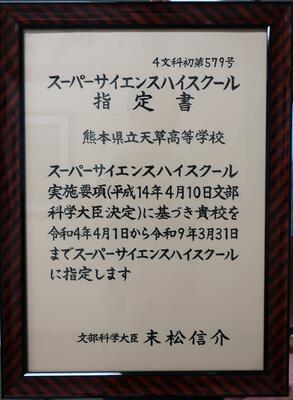 4文科初第579号
スーパーサイエンスハイスクール
指定書
熊本県立天草高等学校
スーパーサイエンスハイスクール
実施要項(平成14年4月10日文部
科学大臣決定)に基づき貴校を
令和4年4月1日から令和9年3月31日
までスーパーサイエンスハイスクール
に指定します
文部科学大臣 末松信介